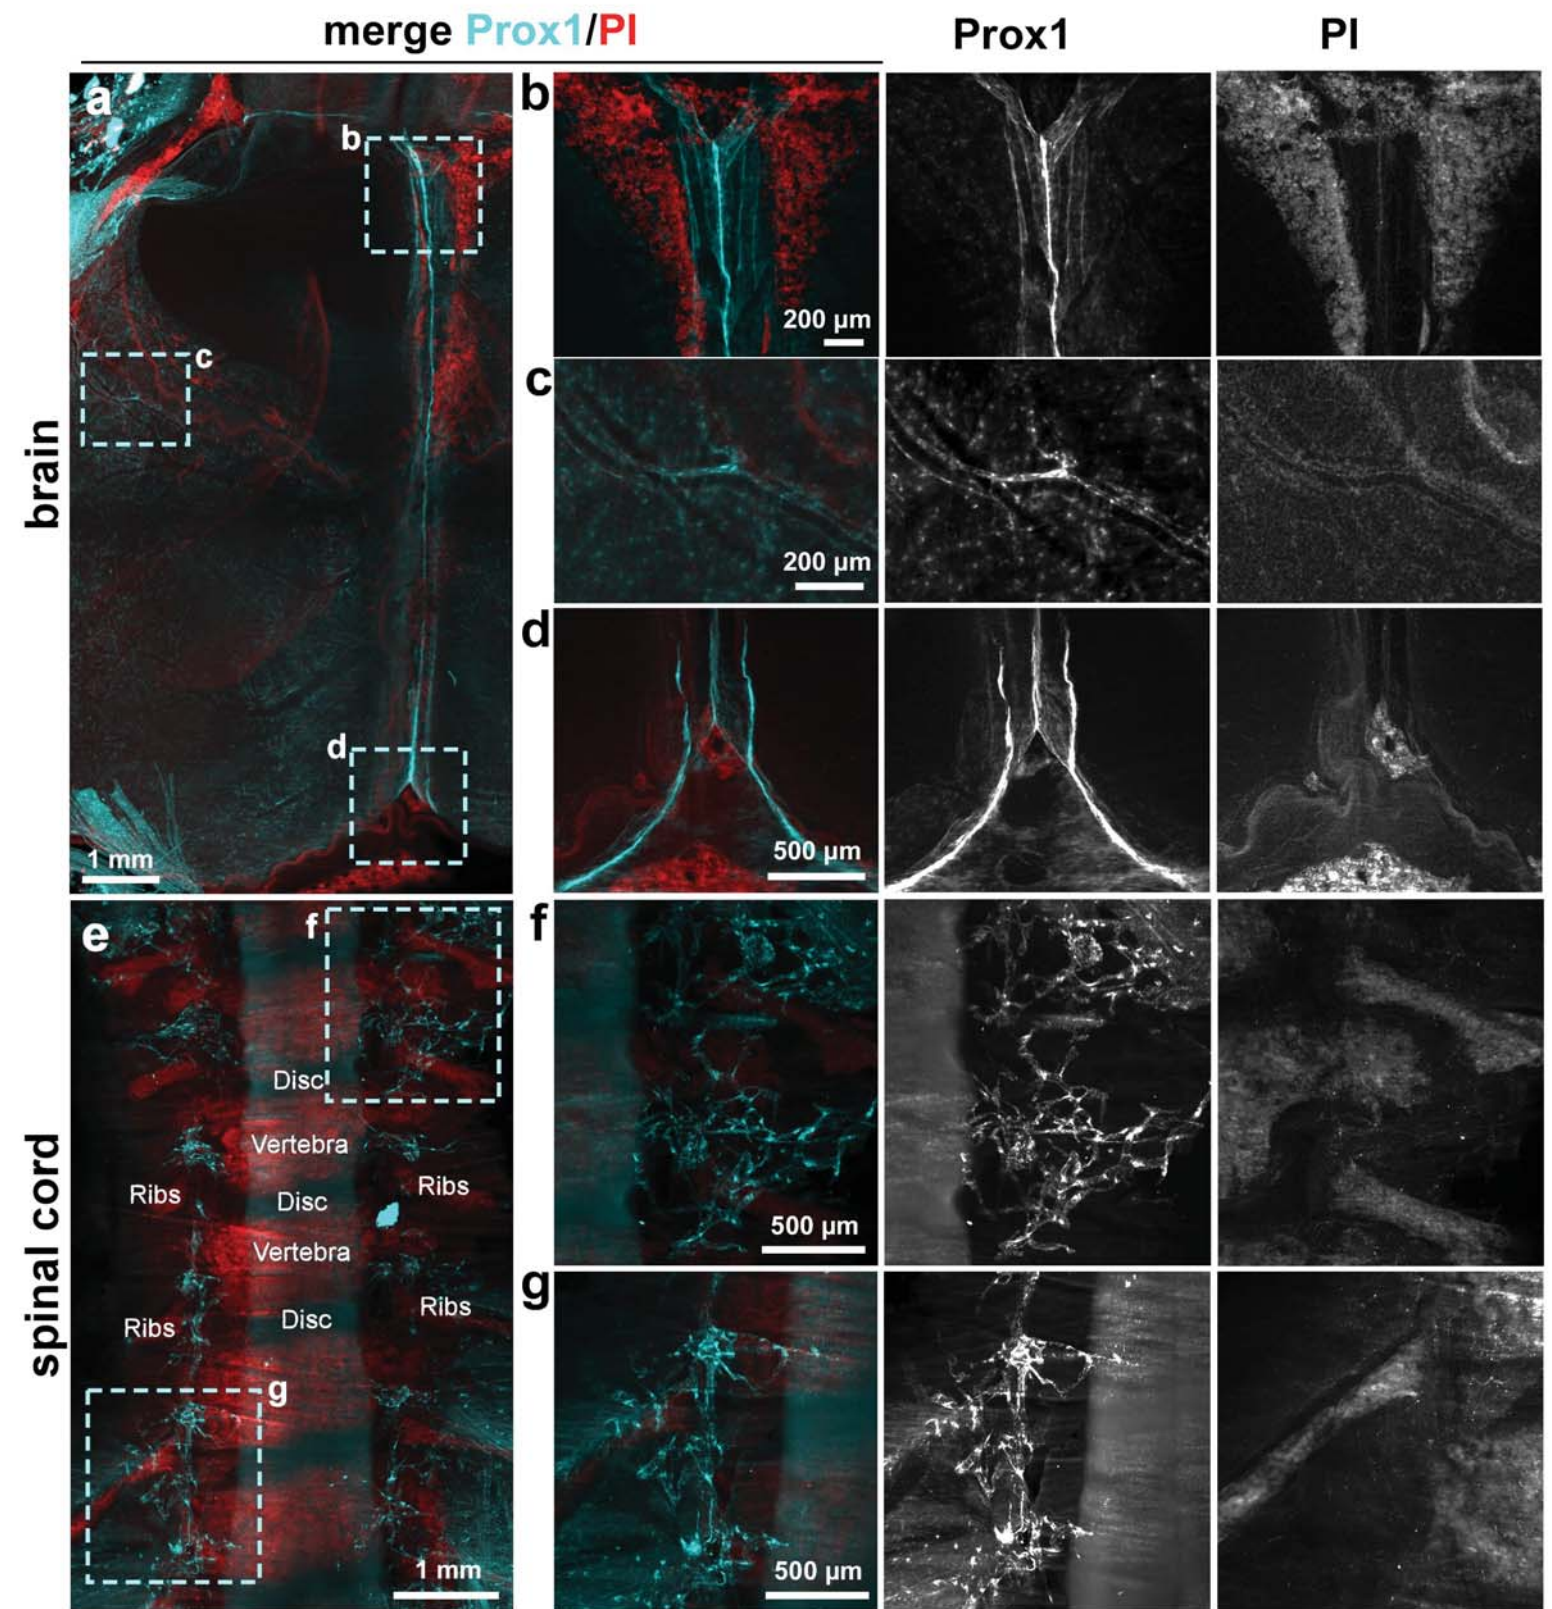 merge Prox1/PI
Prox1
PI
brain
a
b
c
d
1 mm
b
200 µm
c
200 µm
d
500 µm
spinal cord
e
f
Disc
Vertebra
Ribs
Disc
Ribs
Vertebra
Ribs
Disc
Ribs
g
1 mm
f
500 µm
g
500 µm